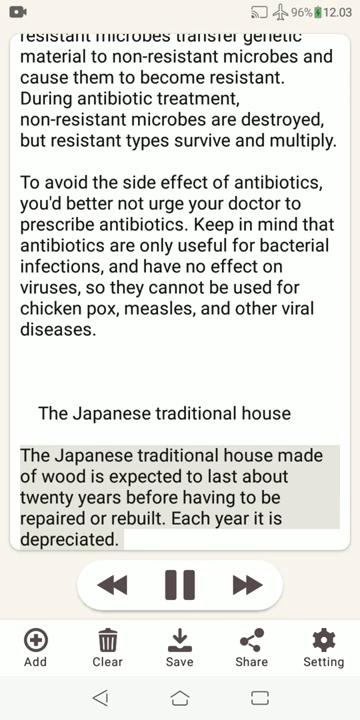 96% 12.03
resistant microbes transfer genetic
material to non-resistant microbes and
cause them to become resistant.
During antibiotic treatment,
non-resistant microbes are destroyed,
but resistant types survive and multiply.
To avoid the side effect of antibiotics,
you'd better not urge your doctor to
prescribe antibiotics. Keep in mind that
antibiotics are only useful for bacterial
infections, and have no effect on
viruses, so they cannot be used for
chicken pox, measles, and other viral
diseases.
The Japanese traditional house
The Japanese traditional house made
of wood is expected to last about
twenty years before having to be
repaired or rebuilt. Each year it is
depreciated.
Add Clear Save Share Setting